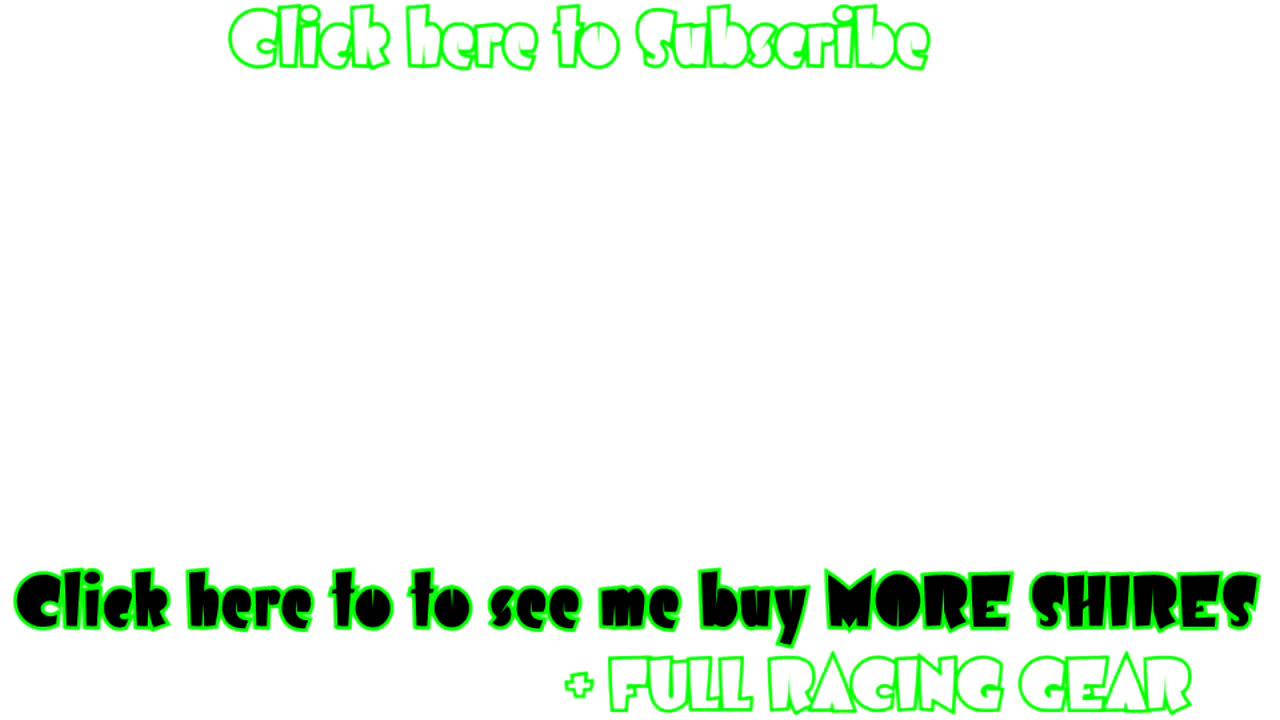 Click here to Subscribe
Click here to to see me buy MORE SHIRES
+ FULL RACING GEAR